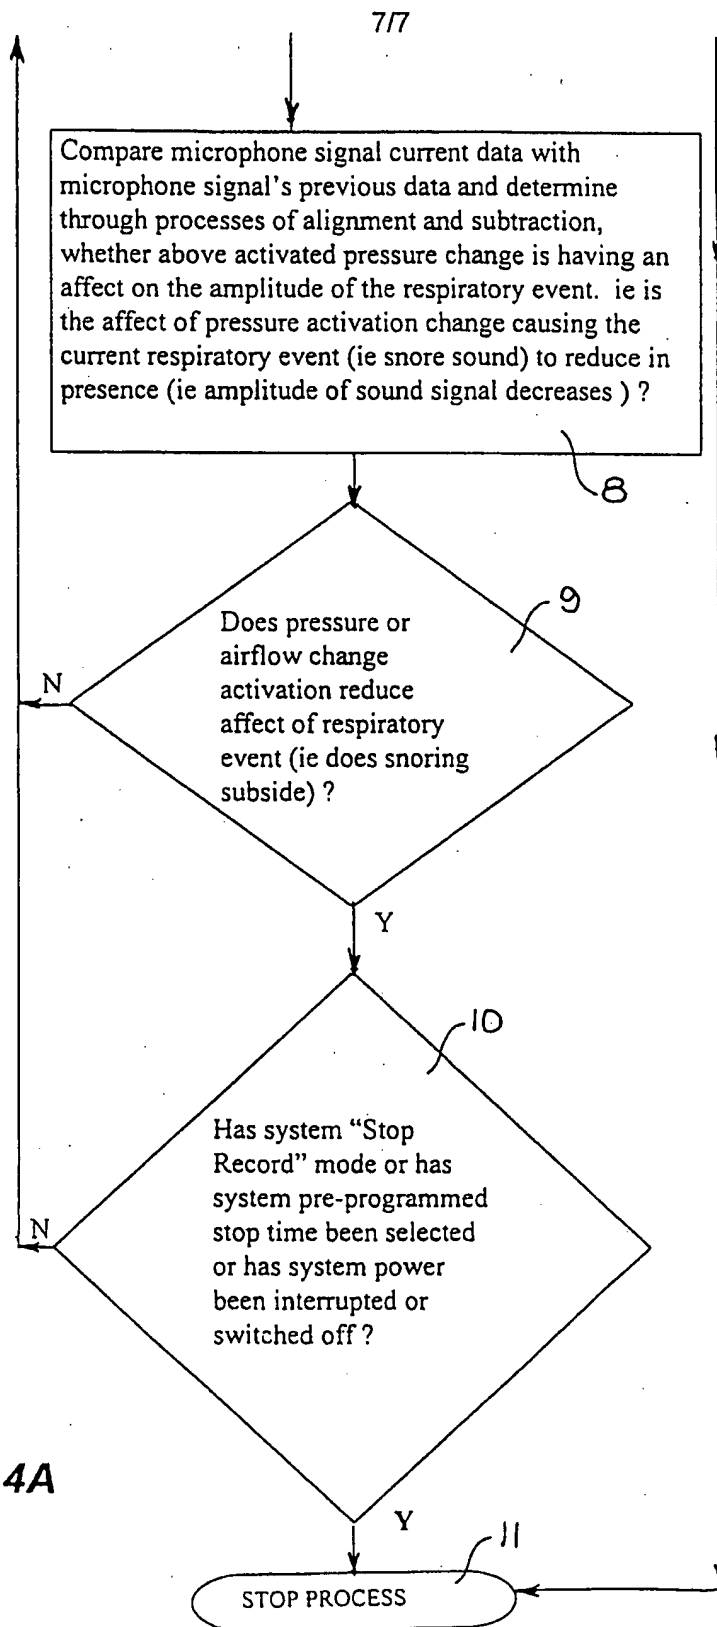 7/7
Compare microphone signal current data with
microphone signal's previous data and determine
through processes of alignment and subtraction,
whether above activated pressure change is having an
affect on the amplitude of the respiratory event. ie is
the affect of pressure activation change causing the
current respiratory event (ie snore sound) to reduce in
presence (ie amplitude of sound signal decreases ) ?
8
9
Does pressure or
airflow change
activation reduce
affect of respiratory
event (ie does snoring
subside) ?
N
Y
10
Has system “Stop
Record” mode or has
system pre-programmed
stop time been selected
or has system power
been interrupted or
switched off ?
N
4A
Y
11
STOP PROCESS